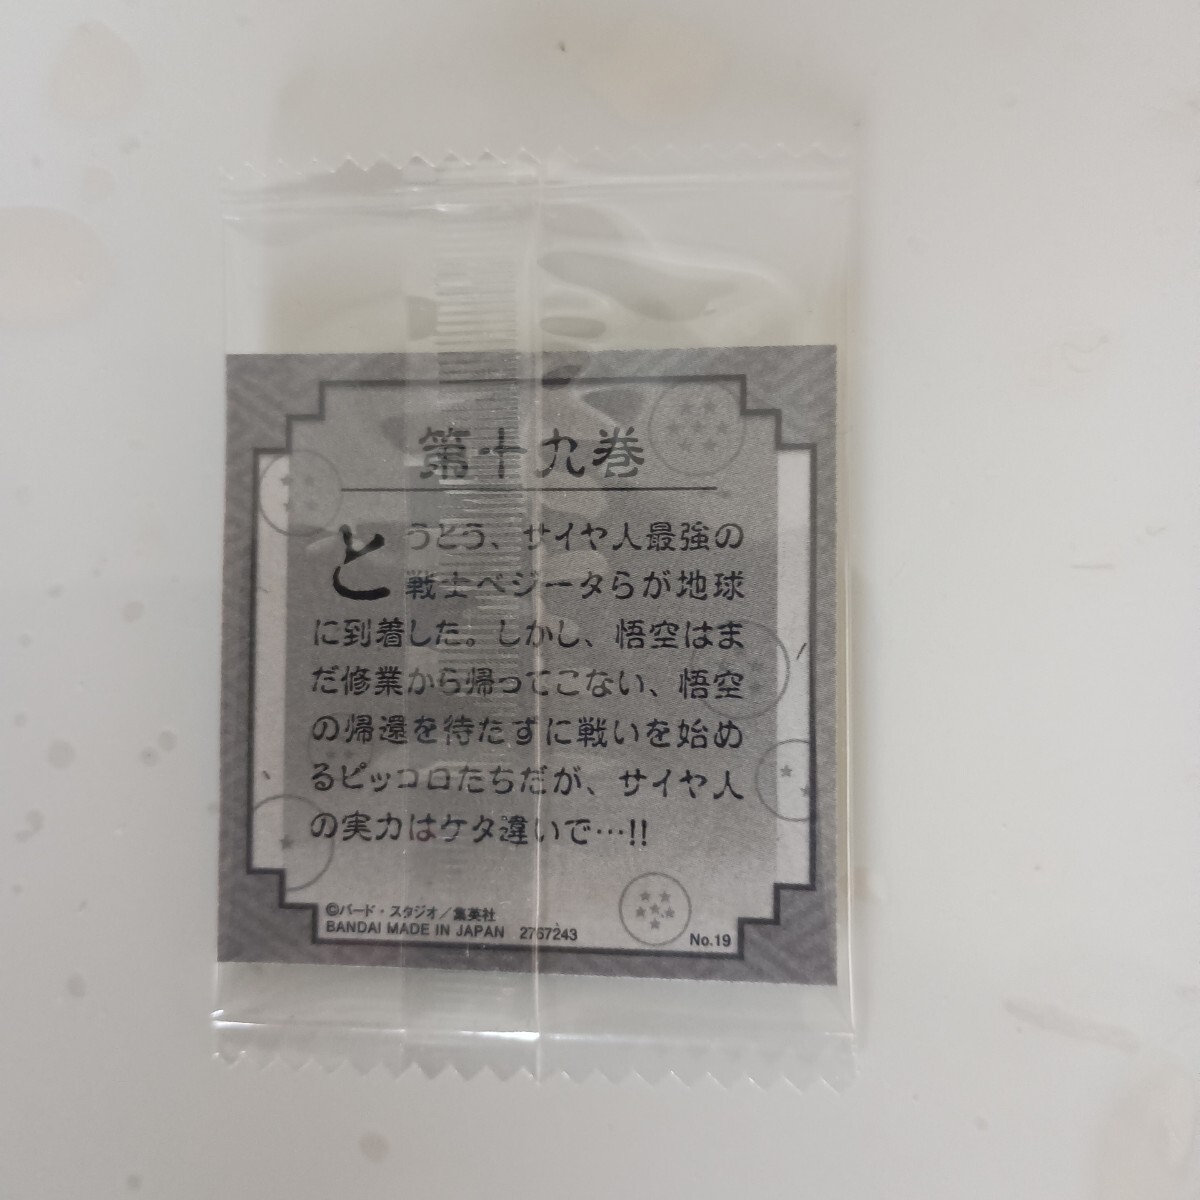 第十九巻
とうとう、サイヤ人最強の
戦士ベジータらが地球
に到着した。しかし、悟空はま
だ修業から帰ってこない、悟空
の帰還を待たずに戦いを始め
るピッコロたちだが、サイヤ人
の実力はケタ違いで…!!
©バード・スタジオ／集英社
BANDAI MADE IN JAPAN 2767243
No.19